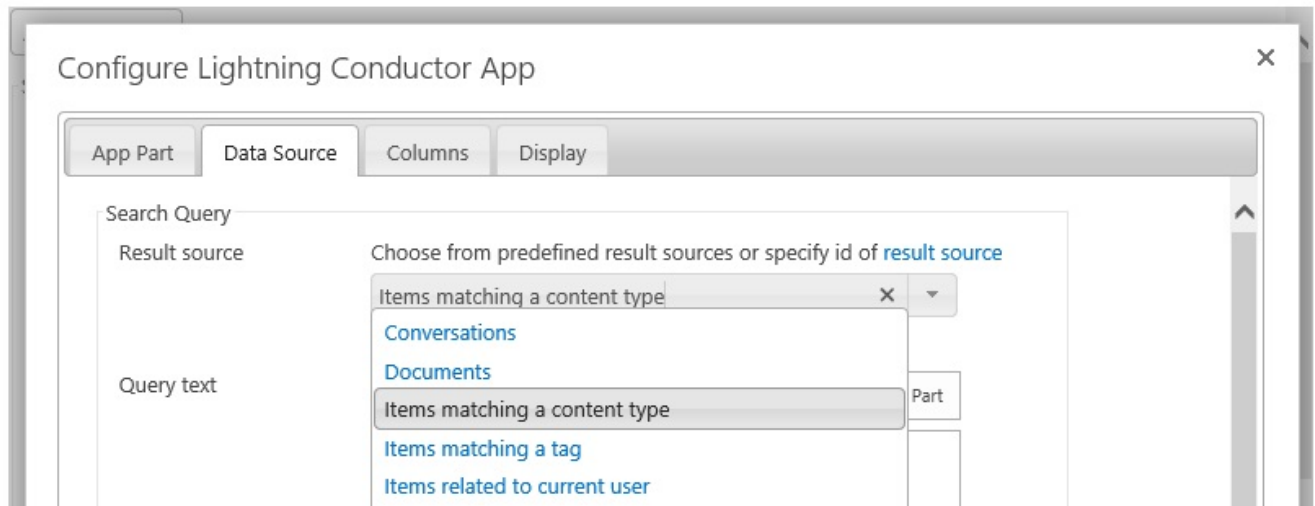 Configure Lightning Conductor App
App Part Data Source Columns Display
Search Query
Result source Choose from predefined result sources or specify id of result source
Items matching a content type
Conversations
Documents
Query text
Part
Items matching a content type
Items matching a tag
Items related to current user